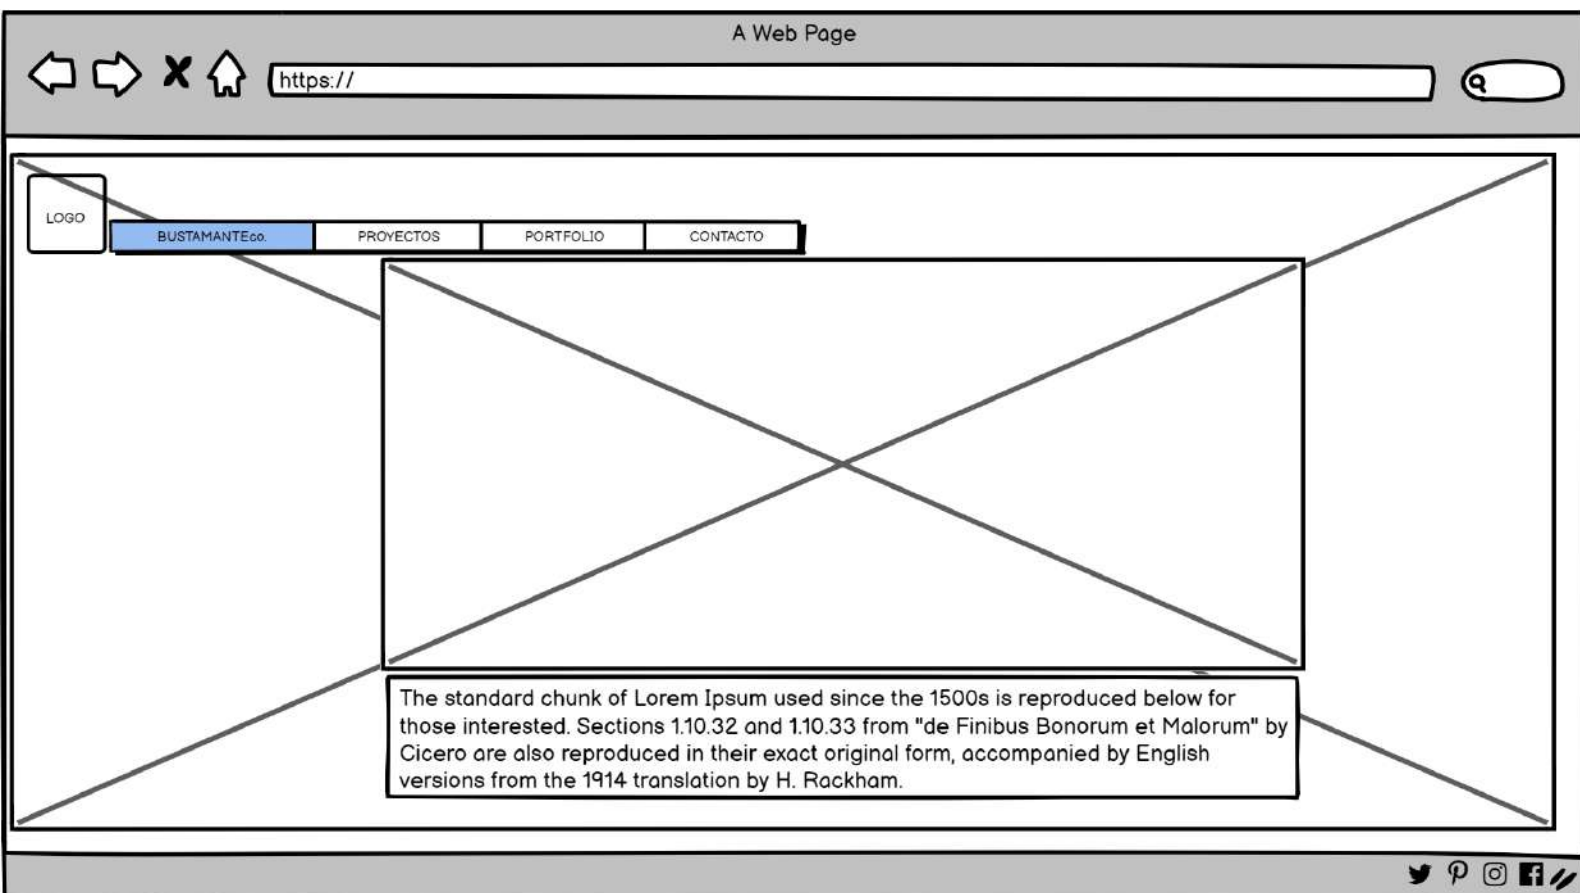 A Web Page
https://
LOGO
BUSTAMANTEco.
PROYECTOS
PORTFOLIO
CONTACTO
The standard chunk of Lorem Ipsum used since the 1500s is reproduced below for
those interested. Sections 1.10.32 and 1.10.33 from "de Finibus Bonorum et Malorum" by
Cicero are also reproduced in their exact original form, accompanied by English
versions from the 1914 translation by H. Rackham.